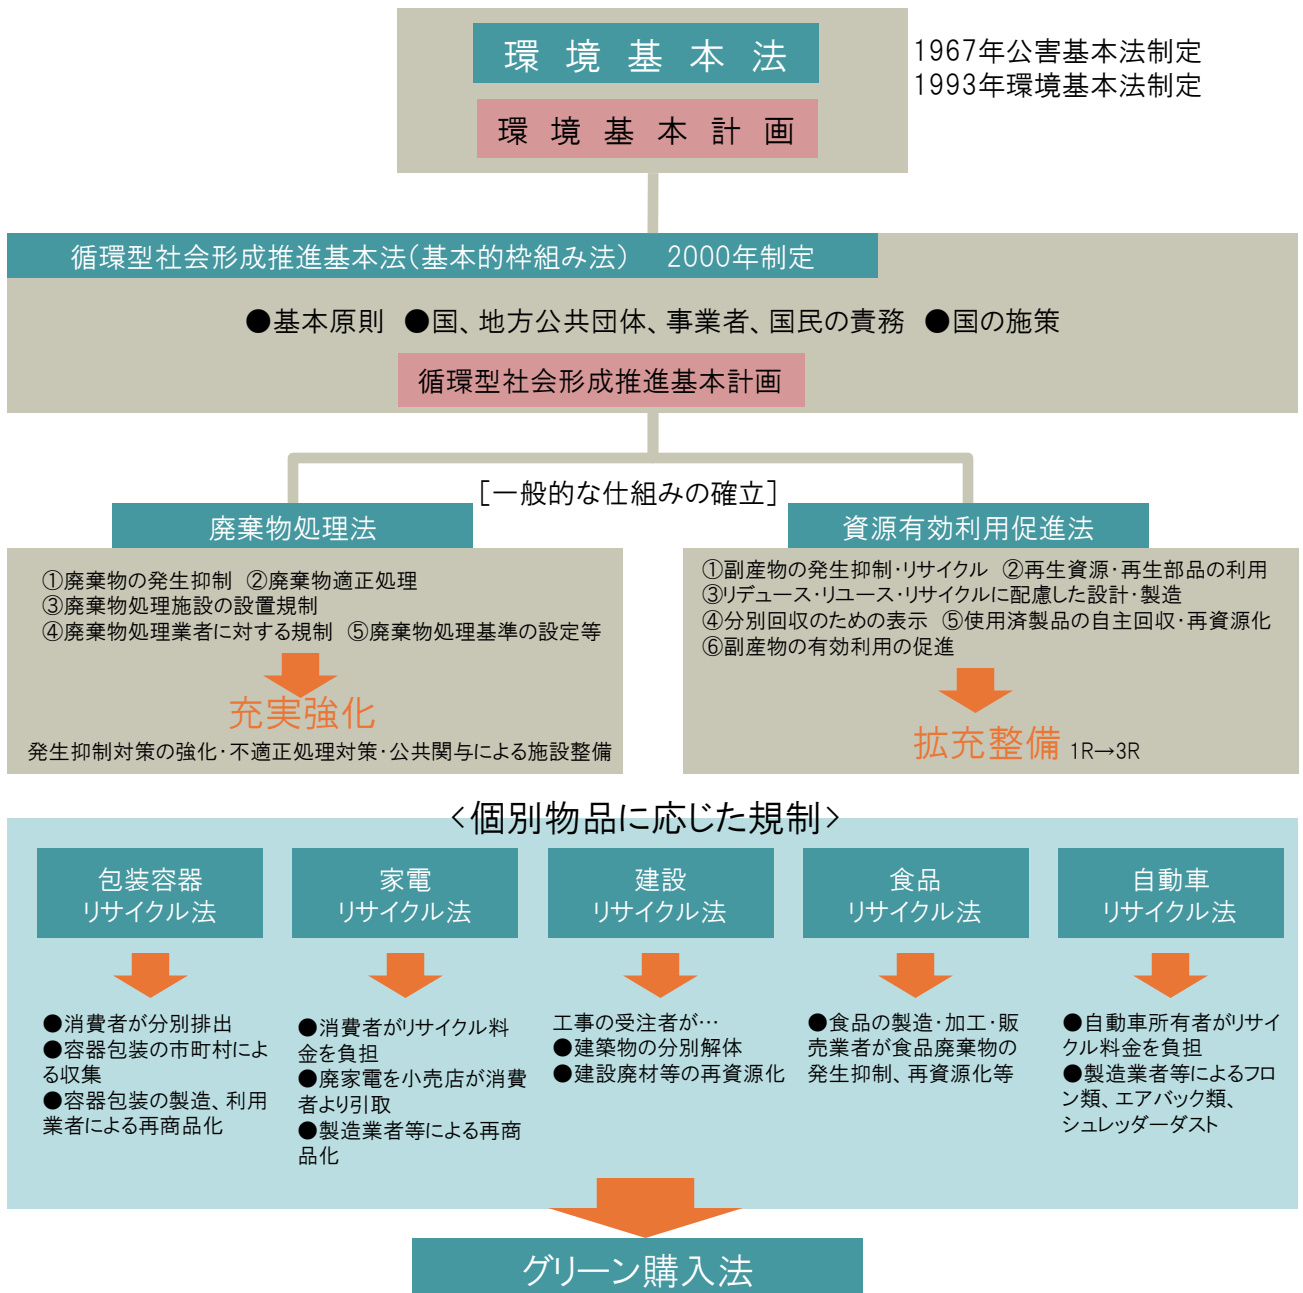 環境基本法
1967年公害基本法制定
1993年環境基本法制定
環境基本計画
循環型社会形成推進基本法（基本的枠組み法）　2000年制定
●基本原則　●国、地方公共団体、事業者、国民の責務　●国の施策
循環型社会形成推進基本計画
［一般的な仕組みの確立］
廃棄物処理法
①廃棄物の発生抑制　②廃棄物適正処理
③廃棄物処理施設の設置規制
④廃棄物処理業者に対する規制　⑤廃棄物処理基準の設定等
充実強化
発生抑制対策の強化・不適正処理対策・公共関与による施設整備
資源有効利用促進法
①副産物の発生抑制・リサイクル　②再生資源・再生部品の利用
③リデュース・リユース・リサイクルに配慮した設計・製造
④分別回収のための表示　⑤使用済製品の自主回収・再資源化
⑥副産物の有効利用の促進
拡充整備 1R→3R
＜個別物品に応じた規制＞
包装容器
リサイクル法
●消費者が分別排出
●容器包装の市町村によ
る収集
●容器包装の製造、利用
業者による再商品化
家電
リサイクル法
●消費者がリサイクル料
金を負担
●廃家電を小売店が消費
者より引取
●製造業者等による再商
品化
建設
リサイクル法
工事の受注者が…
●建築物の分別解体
●建設廃材等の再資源化
食品
リサイクル法
●食品の製造・加工・販
売業者が食品廃棄物の
発生抑制、再資源化等
自動車
リサイクル法
●自動車所有者がリサイ
クル料金を負担
●製造業者等によるフロ
ン類、エアバック類、
シュレッダーダスト
グリーン購入法